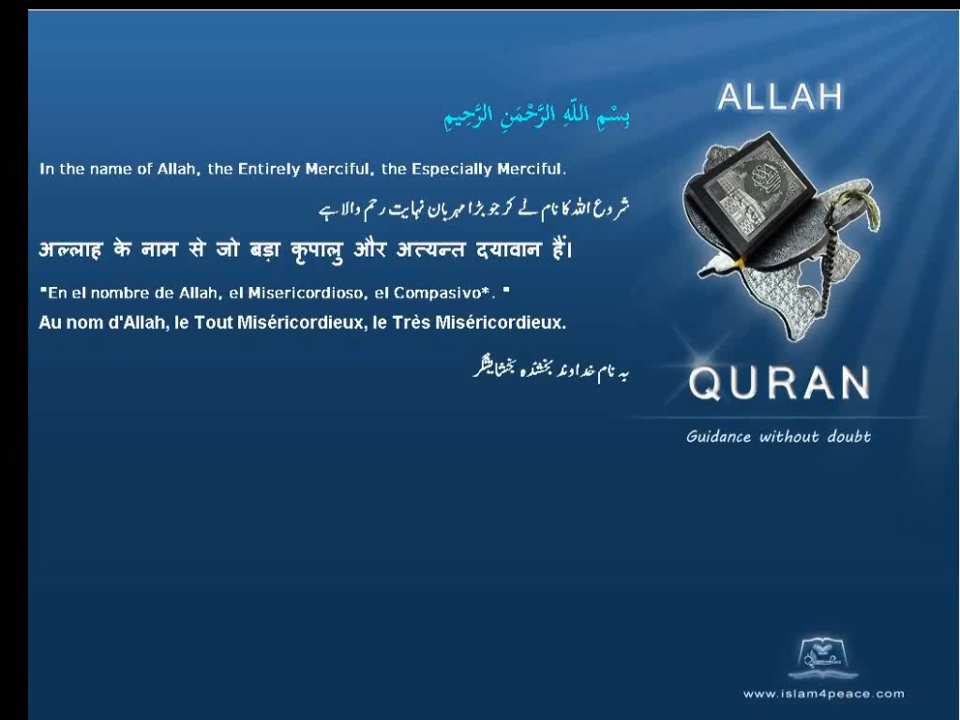 بِسْمِ اللَّهِ الرَّحْمَنِ الرَّحِيمِ
In the name of Allah, the Entirely Merciful, the Especially Merciful.
شروع الله کا نام لے کر جو بڑا مہربان نہایت رحم والا ہے
अल्लाह के नाम से जो बड़ा कृपालु और अत्यन्त दयावान हैं।
"En el nombre de Allah, el Misericordioso, el Compasivo*. "
Au nom d'Allah, le Tout Miséricordieux, le Très Miséricordieux.
به نام خداوند بخشنده بخشایشگر
ALLAH
QURAN
Guidance without doubt
www.islam4peace.com